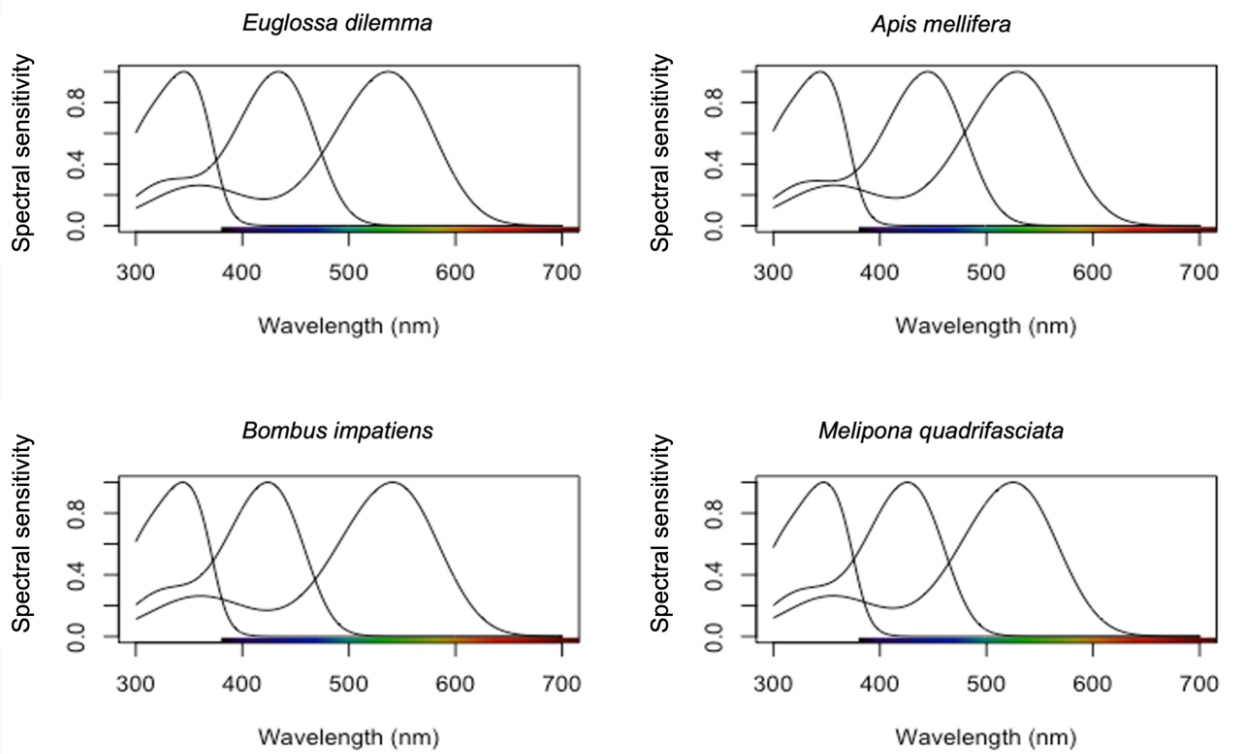 Euglossa dilemma
Spectral sensitivity
0.0 0.4 0.8
300 400 500 600 700
Wavelength (nm)
Apis mellifera
Spectral sensitivity
0.0 0.4 0.8
300 400 500 600 700
Wavelength (nm)
Bombus impatiens
Spectral sensitivity
0.0 0.4 0.8
300 400 500 600 700
Wavelength (nm)
Melipona quadrifasciata
Spectral sensitivity
0.0 0.4 0.8
300 400 500 600 700
Wavelength (nm)